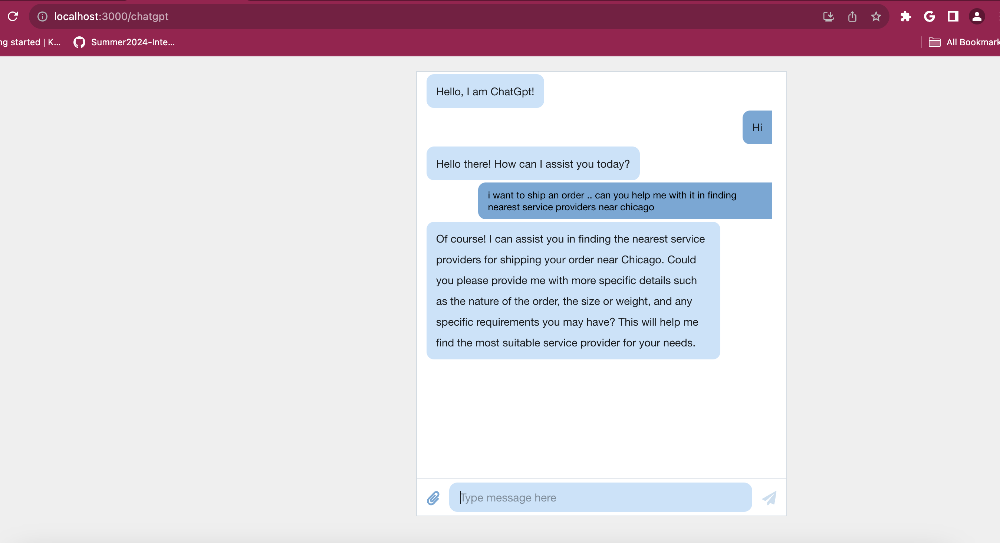 localhost:3000/chatgpt
ng started | K...
Summer2024-Inte...
All Bookmark
Hello, I am ChatGpt!
Hi
Hello there! How can I assist you today?
i want to ship an order .. can you help me with it in finding
nearest service providers near chicago
Of course! I can assist you in finding the nearest service
providers for shipping your order near Chicago. Could
you please provide me with more specific details such
as the nature of the order, the size or weight, and any
specific requirements you may have? This will help me
find the most suitable service provider for your needs.
Type message here